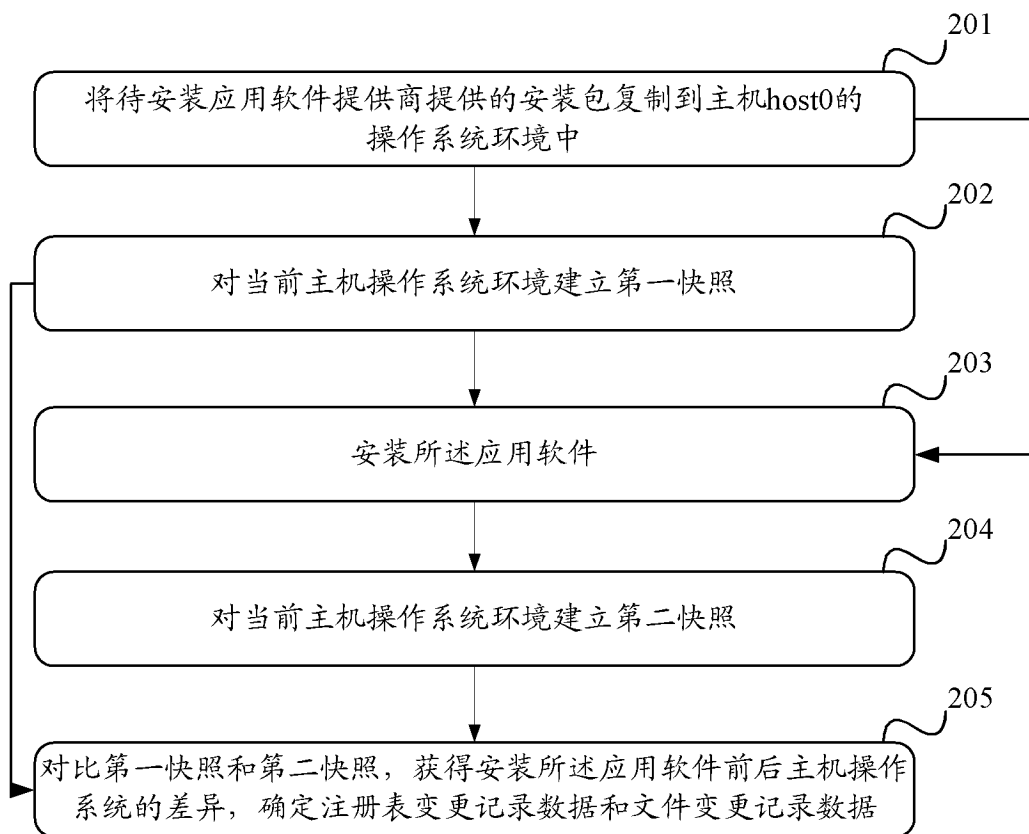 201
将待安装应用软件提供商提供的安装包复制到主机host0的
操作系统环境中
202
对当前主机操作系统环境建立第一快照
203
安装所述应用软件
204
对当前主机操作系统环境建立第二快照
205
对比第一快照和第二快照，获得安装所述应用软件前后主机操作
系统的差异，确定注册表变更记录数据和文件变更记录数据